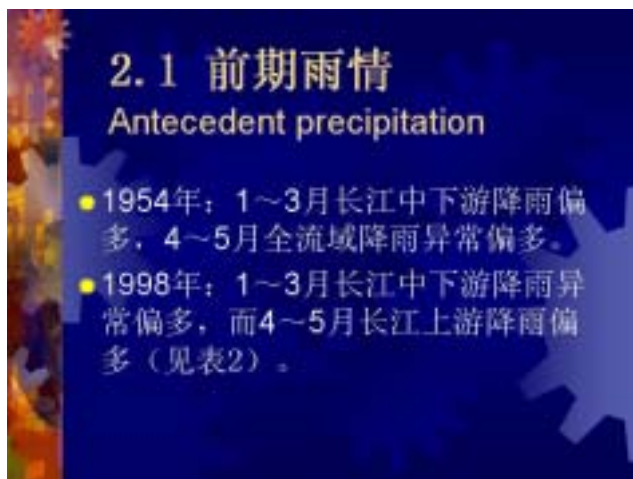 2.1 前期雨情
Antecedent precipitation
1954年：1～3月长江中下游降雨偏
多，4～5月全流域降雨异常偏多。
1998年：1～3月长江中下游降雨异
常偏多，而4～5月长江上游降雨偏
多（见表2）。